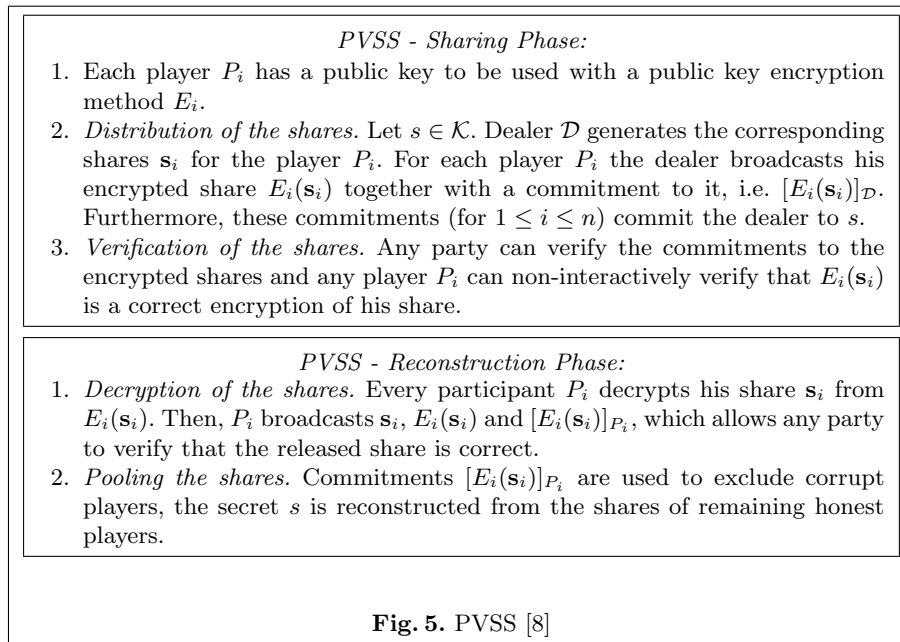 PVSS - Sharing Phase:
1. Each player P_i has a public key to be used with a public key encryption
method E_i.
2. Distribution of the shares. Let s ∈ K. Dealer D generates the corresponding
shares s_i for the player P_i. For each player P_i the dealer broadcasts his
encrypted share E_i(s_i) together with a commitment to it, i.e. [E_i(s_i)]_D.
Furthermore, these commitments (for 1 ≤ i ≤ n) commit the dealer to s.
3. Verification of the shares. Any party can verify the commitments to the
encrypted shares and any player P_i can non-interactively verify that E_i(s_i)
is a correct encryption of his share.
PVSS - Reconstruction Phase:
1. Decryption of the shares. Every participant P_i decrypts his share s_i from
E_i(s_i). Then, P_i broadcasts s_i, E_i(s_i) and [E_i(s_i)]_{P_i}, which allows any party
to verify that the released share is correct.
2. Pooling the shares. Commitments [E_i(s_i)]_{P_i} are used to exclude corrupt
players, the secret s is reconstructed from the shares of remaining honest
players.
Fig. 5. PVSS [8]